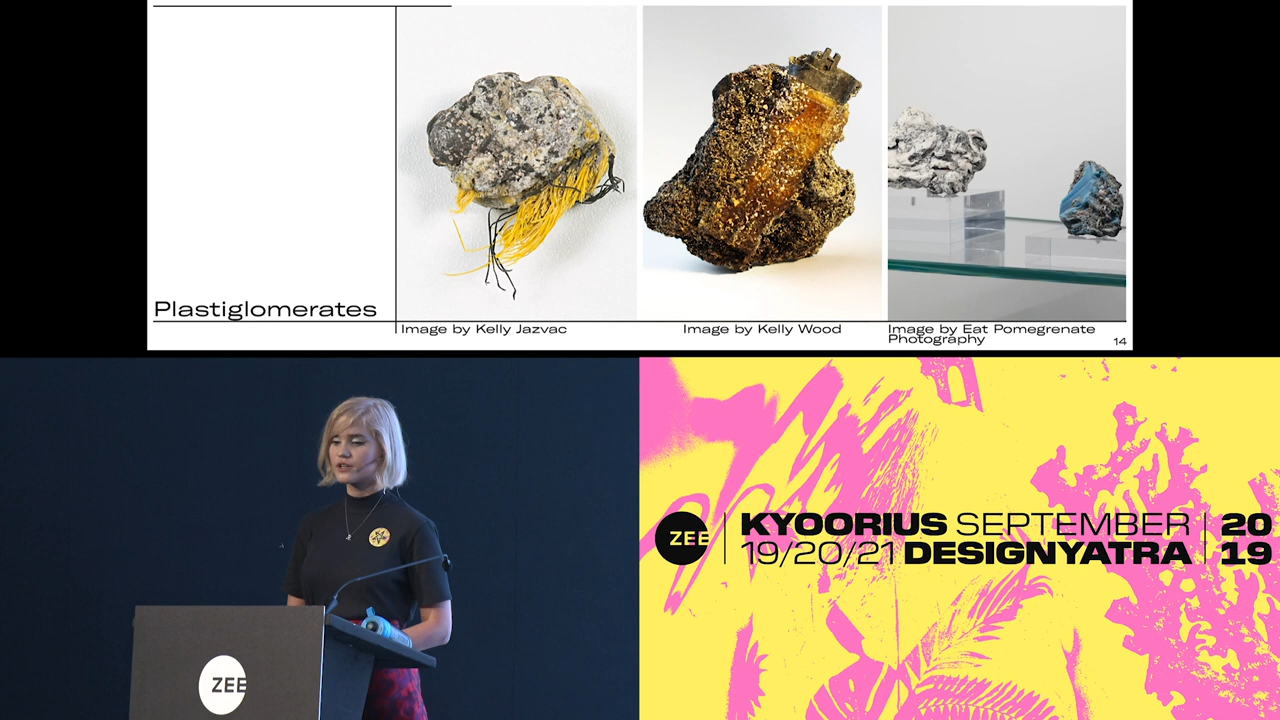 Plastiglomerates
Image by Kelly Jazvac
Image by Kelly Wood
Image by Eat Pomegrenate
Photography
14
ZEE
KYOORIUS SEPTEMBER
19/20/21 DESIGNYATRA
20
19
ZEE